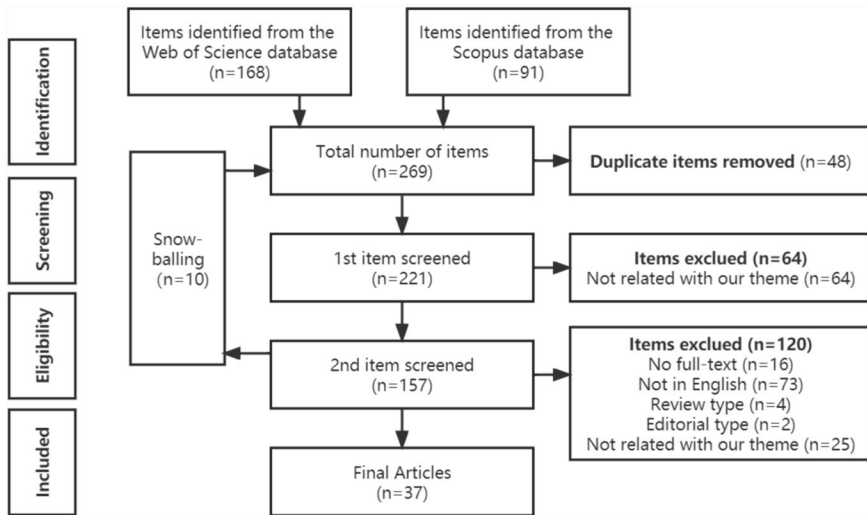 Identification
Screening
Eligibility
Included
Items identified from the
Web of Science database
(n=168)
Items identified from the
Scopus database
(n=91)
Total number of items
(n=269)
Duplicate items removed (n=48)
Snow-
balling
(n=10)
1st item screened
(n=221)
Items exclued (n=64)
Not related with our theme (n=64)
2nd item screened
(n=157)
Items exclued (n=120)
No full-text (n=16)
Not in English (n=73)
Review type (n=4)
Editorial type (n=2)
Not related with our theme (n=25)
Final Articles
(n=37)